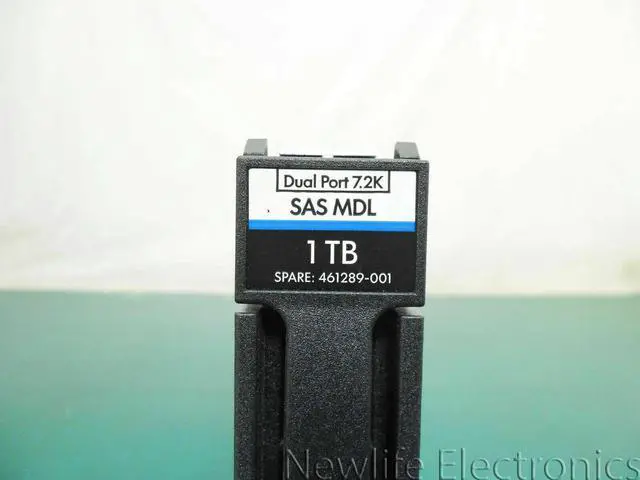 Dual Port 7.2K
SAS MDL
1 TB
SPARE: 461289-001
Newlife Electronics